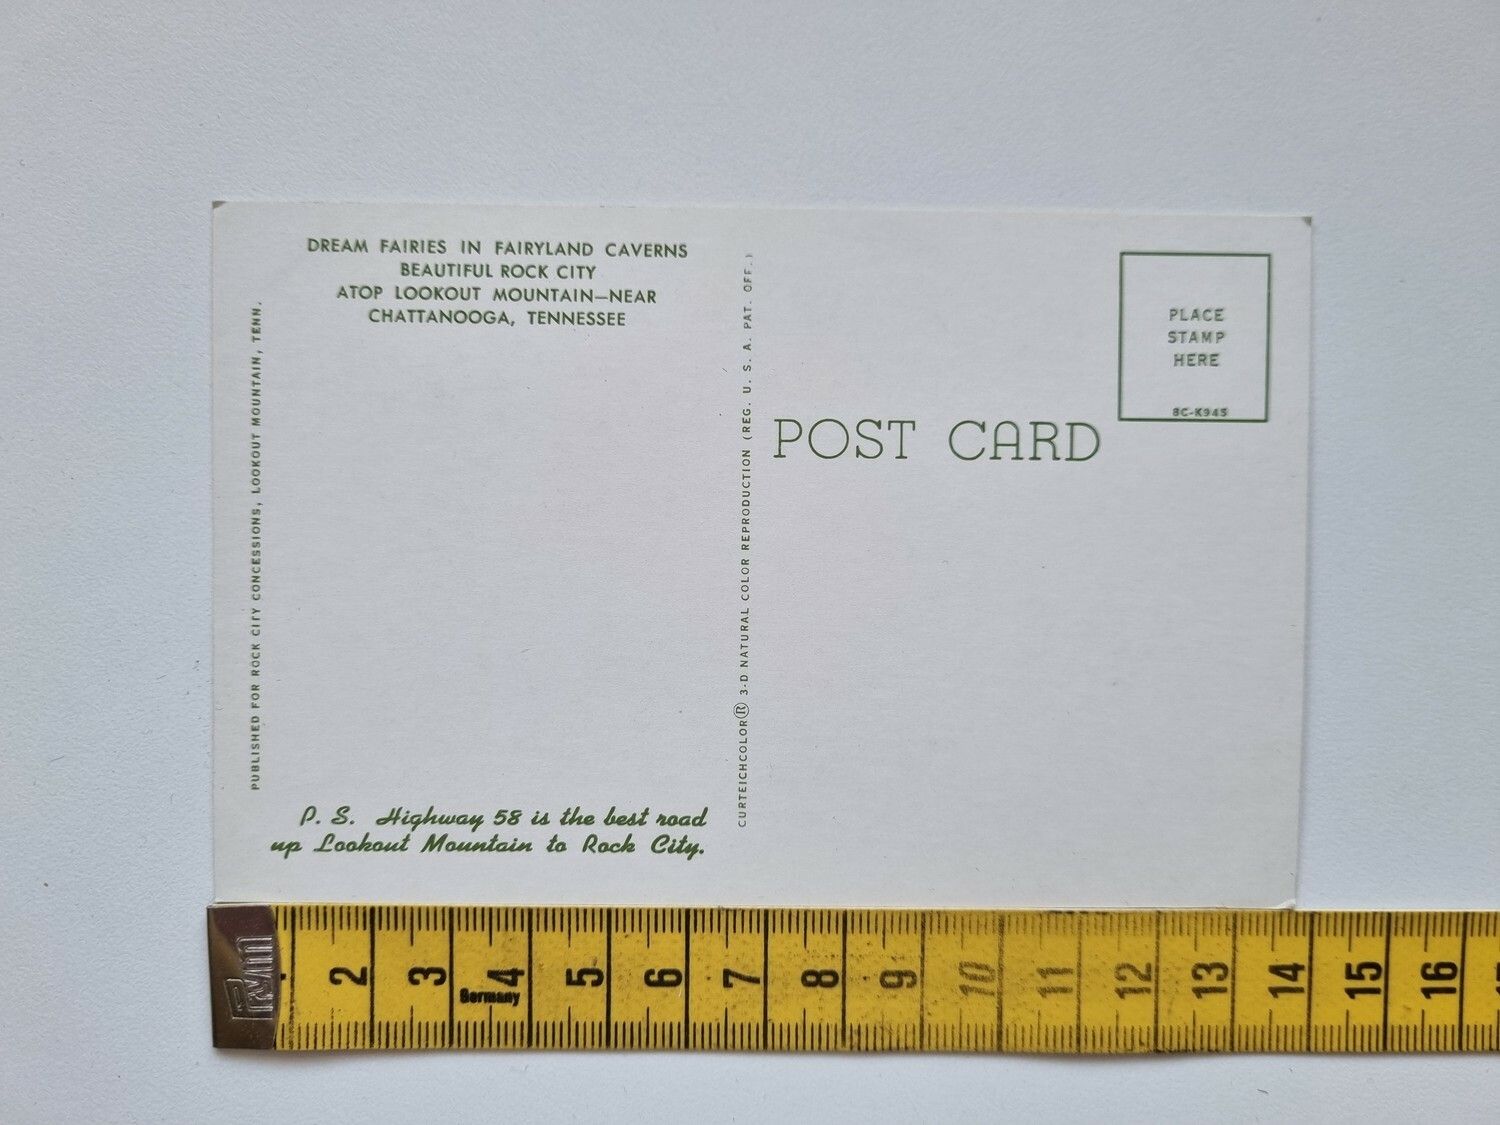 DREAM FAIRIES IN FAIRYLAND CAVERNS
BEAUTIFUL ROCK CITY
ATOP LOOKOUT MOUNTAIN—NEAR
CHATTANOOGA, TENNESSEE
PUBLISHED FOR ROCK CITY CONCESSIONS, LOOKOUT MOUNTAIN, TENN.
P. S. Highway 58 is the best road
up Lookout Mountain to Rock City.
CURTEICHCOLOR® 3-D NATURAL COLOR REPRODUCTION (REG. U. S. A. PAT. OFF.)
POST CARD
PLACE
STAMP
HERE
8C-K945
1 2 3 4 5 6 7 8 9 10 11 12 13 14 15 16
Germany